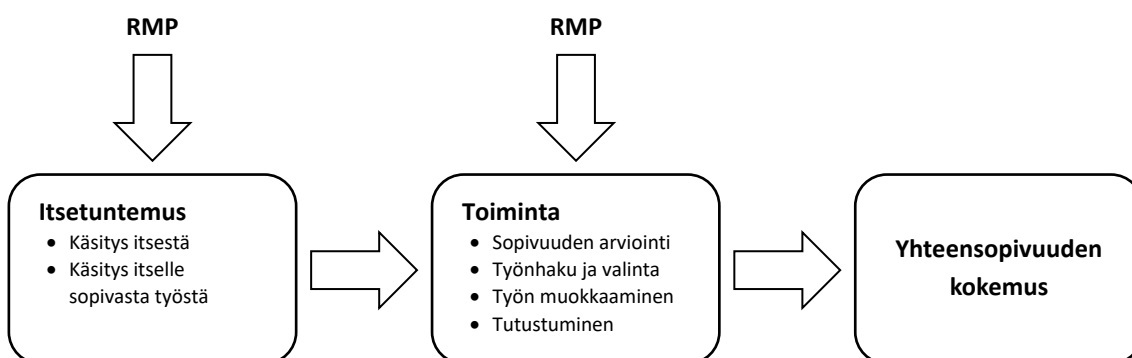 RMP
RMP
Itsetuntemus
• Käsitys itsestä
• Käsitys itselle
sopivasta työstä
Toiminta
• Sopivuuden arviointi
• Työnhaku ja valinta
• Työn muokkaaminen
• Tutustuminen
Yhteensopivuuden
kokemus